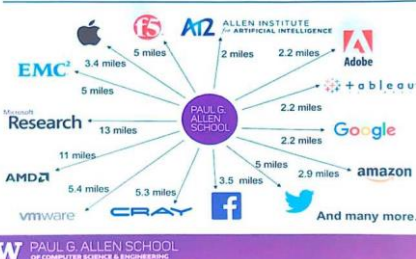 f5
AI2 ALLEN INSTITUTE
for ARTIFICIAL INTELLIGENCE
5 miles
2 miles
2.2 miles
Adobe
3.4 miles
EMC²
5 miles
+ a b l e a u
2.2 miles
PAUL G.
ALLEN
SCHOOL
Microsoft
Research
13 miles
2.2 miles
Google
11 miles
AMD
5.4 miles
5.3 miles
3.5 miles
5 miles
2.9 miles
amazon
vmware
CRAY
f
And many more.
W PAUL G. ALLEN SCHOOL
OF COMPUTER SCIENCE & ENGINEERING